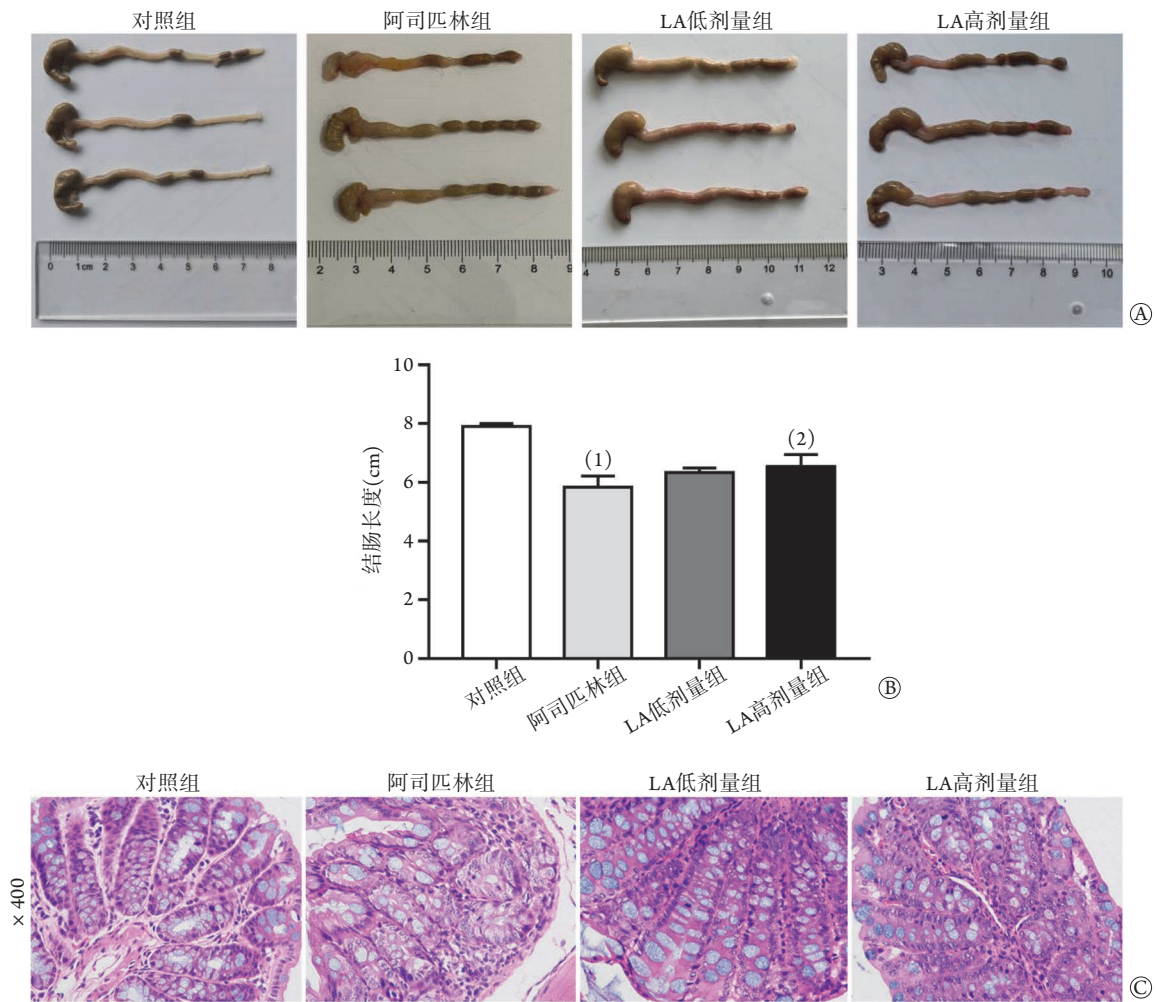 对照组 阿司匹林组 LA低剂量组 LA高剂量组
0 1cm 2 3 4 5 6 7 8
2 3 4 5 6 7 8 9
4 5 6 7 8 9 10 11 12
3 4 5 6 7 8 9 10
Ⓐ
10
8
6
4
2
0
结肠长度(cm)
(1)
(2)
对照组
阿司匹林组
LA低剂量组
LA高剂量组
Ⓑ
对照组 阿司匹林组 LA低剂量组 LA高剂量组
× 400
Ⓒ